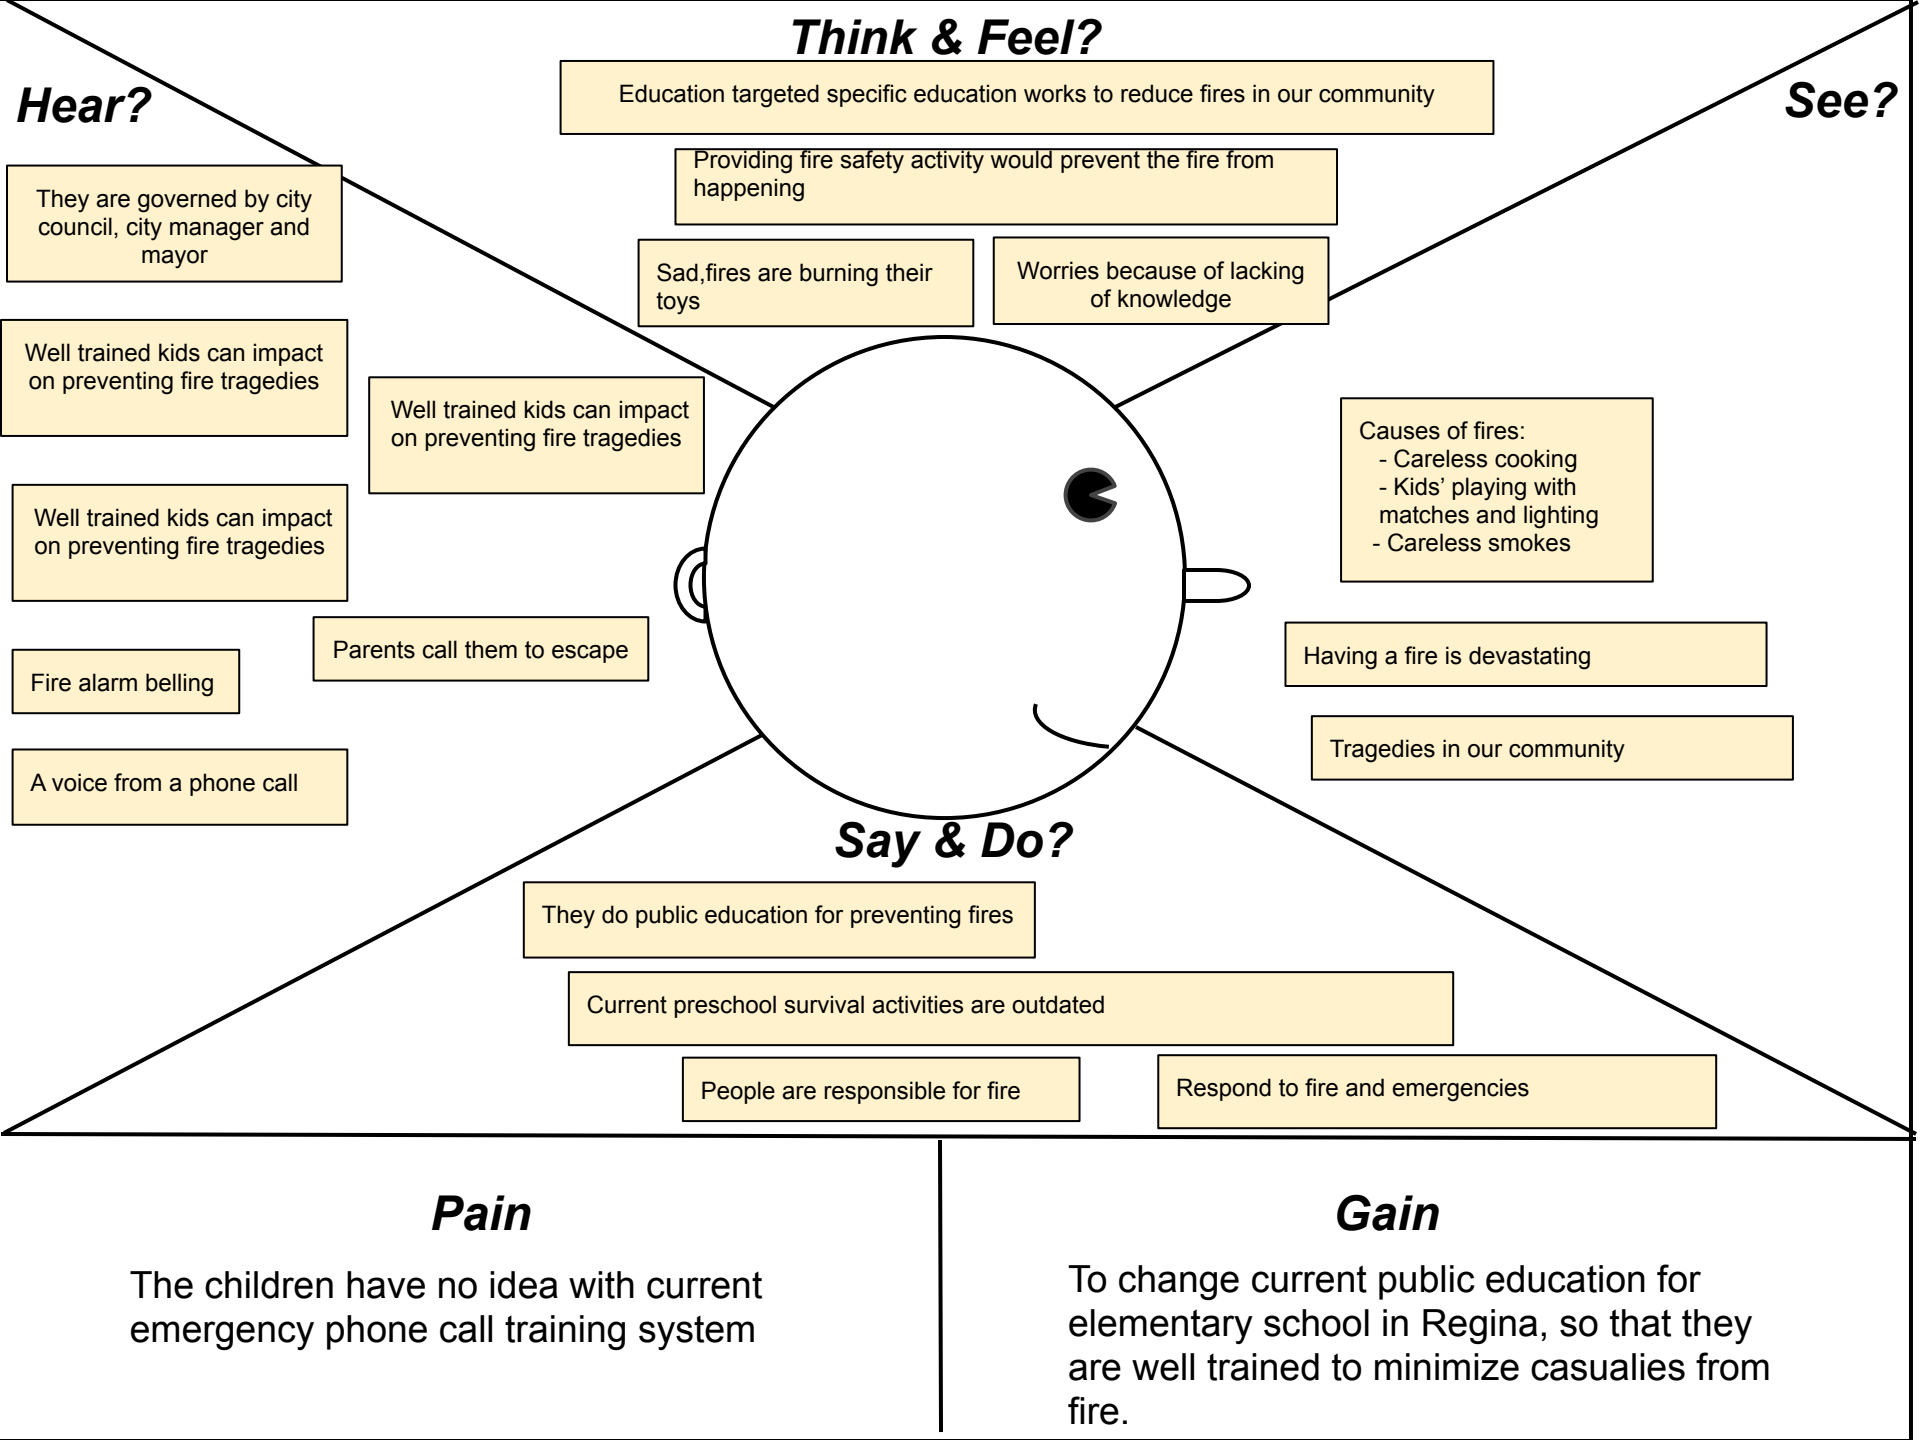 Think & Feel?
Education targeted specific education works to reduce fires in our community
Providing fire safety activity would prevent the fire from
happening
Sad,fires are burning their
toys
Worries because of lacking
of knowledge
Hear?
They are governed by city
council, city manager and
mayor
Well trained kids can impact
on preventing fire tragedies
Well trained kids can impact
on preventing fire tragedies
Well trained kids can impact
on preventing fire tragedies
Parents call them to escape
Fire alarm belling
A voice from a phone call
See?
Causes of fires:
- Careless cooking
- Kids’ playing with
matches and lighting
- Careless smokes
Having a fire is devastating
Tragedies in our community
Say & Do?
They do public education for preventing fires
Current preschool survival activities are outdated
People are responsible for fire
Respond to fire and emergencies
Pain
The children have no idea with current
emergency phone call training system
Gain
To change current public education for
elementary school in Regina, so that they
are well trained to minimize casualies from
fire.